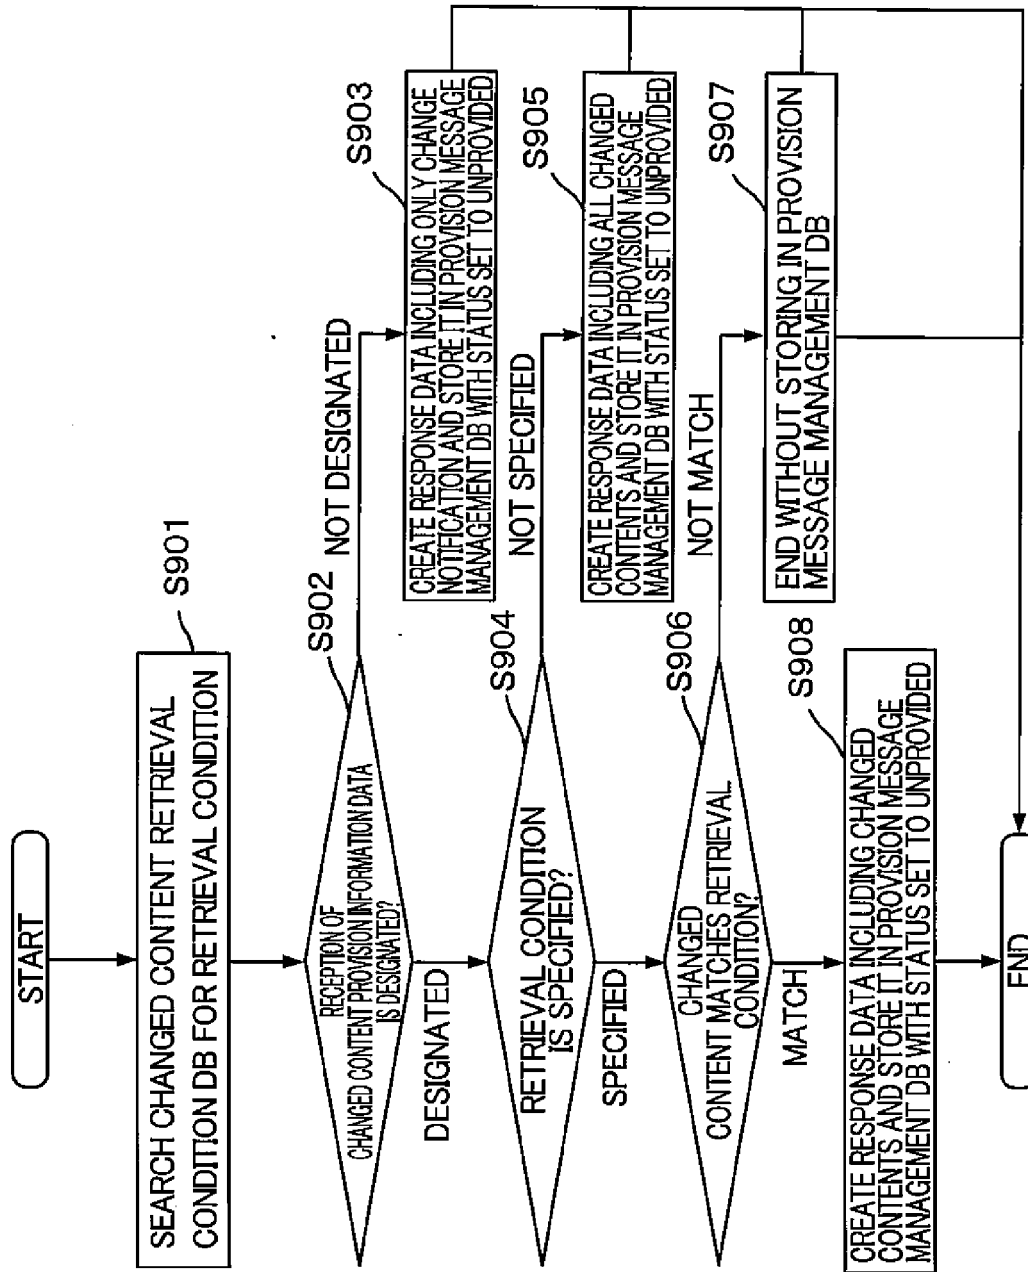 START
S901
SEARCH CHANGED CONTENT RETRIEVAL
CONDITION DB FOR RETRIEVAL CONDITION
S902
RECEPTION OF
CHANGED CONTENT PROVISION INFORMATION DATA
IS DESIGNATED?
NOT DESIGNATED
DESIGNATED
S903
CREATE RESPONSE DATA INCLUDING ONLY CHANGE
NOTIFICATION AND STORE IT IN PROVISION MESSAGE
MANAGEMENT DB WITH STATUS SET TO UNPROVIDED
S904
RETRIEVAL CONDITION
IS SPECIFIED?
NOT SPECIFIED
SPECIFIED
S905
CREATE RESPONSE DATA INCLUDING ALL CHANGED
CONTENTS AND STORE IT IN PROVISION MESSAGE
MANAGEMENT DB WITH STATUS SET TO UNPROVIDED
S906
CHANGED
CONTENT MATCHES RETRIEVAL
CONDITION?
NOT MATCH
MATCH
S907
END WITHOUT STORING IN PROVISION
MESSAGE MANAGEMENT DB
S908
CREATE RESPONSE DATA INCLUDING CHANGED
CONTENTS AND STORE IT IN PROVISION MESSAGE
MANAGEMENT DB WITH STATUS SET TO UNPROVIDED
END